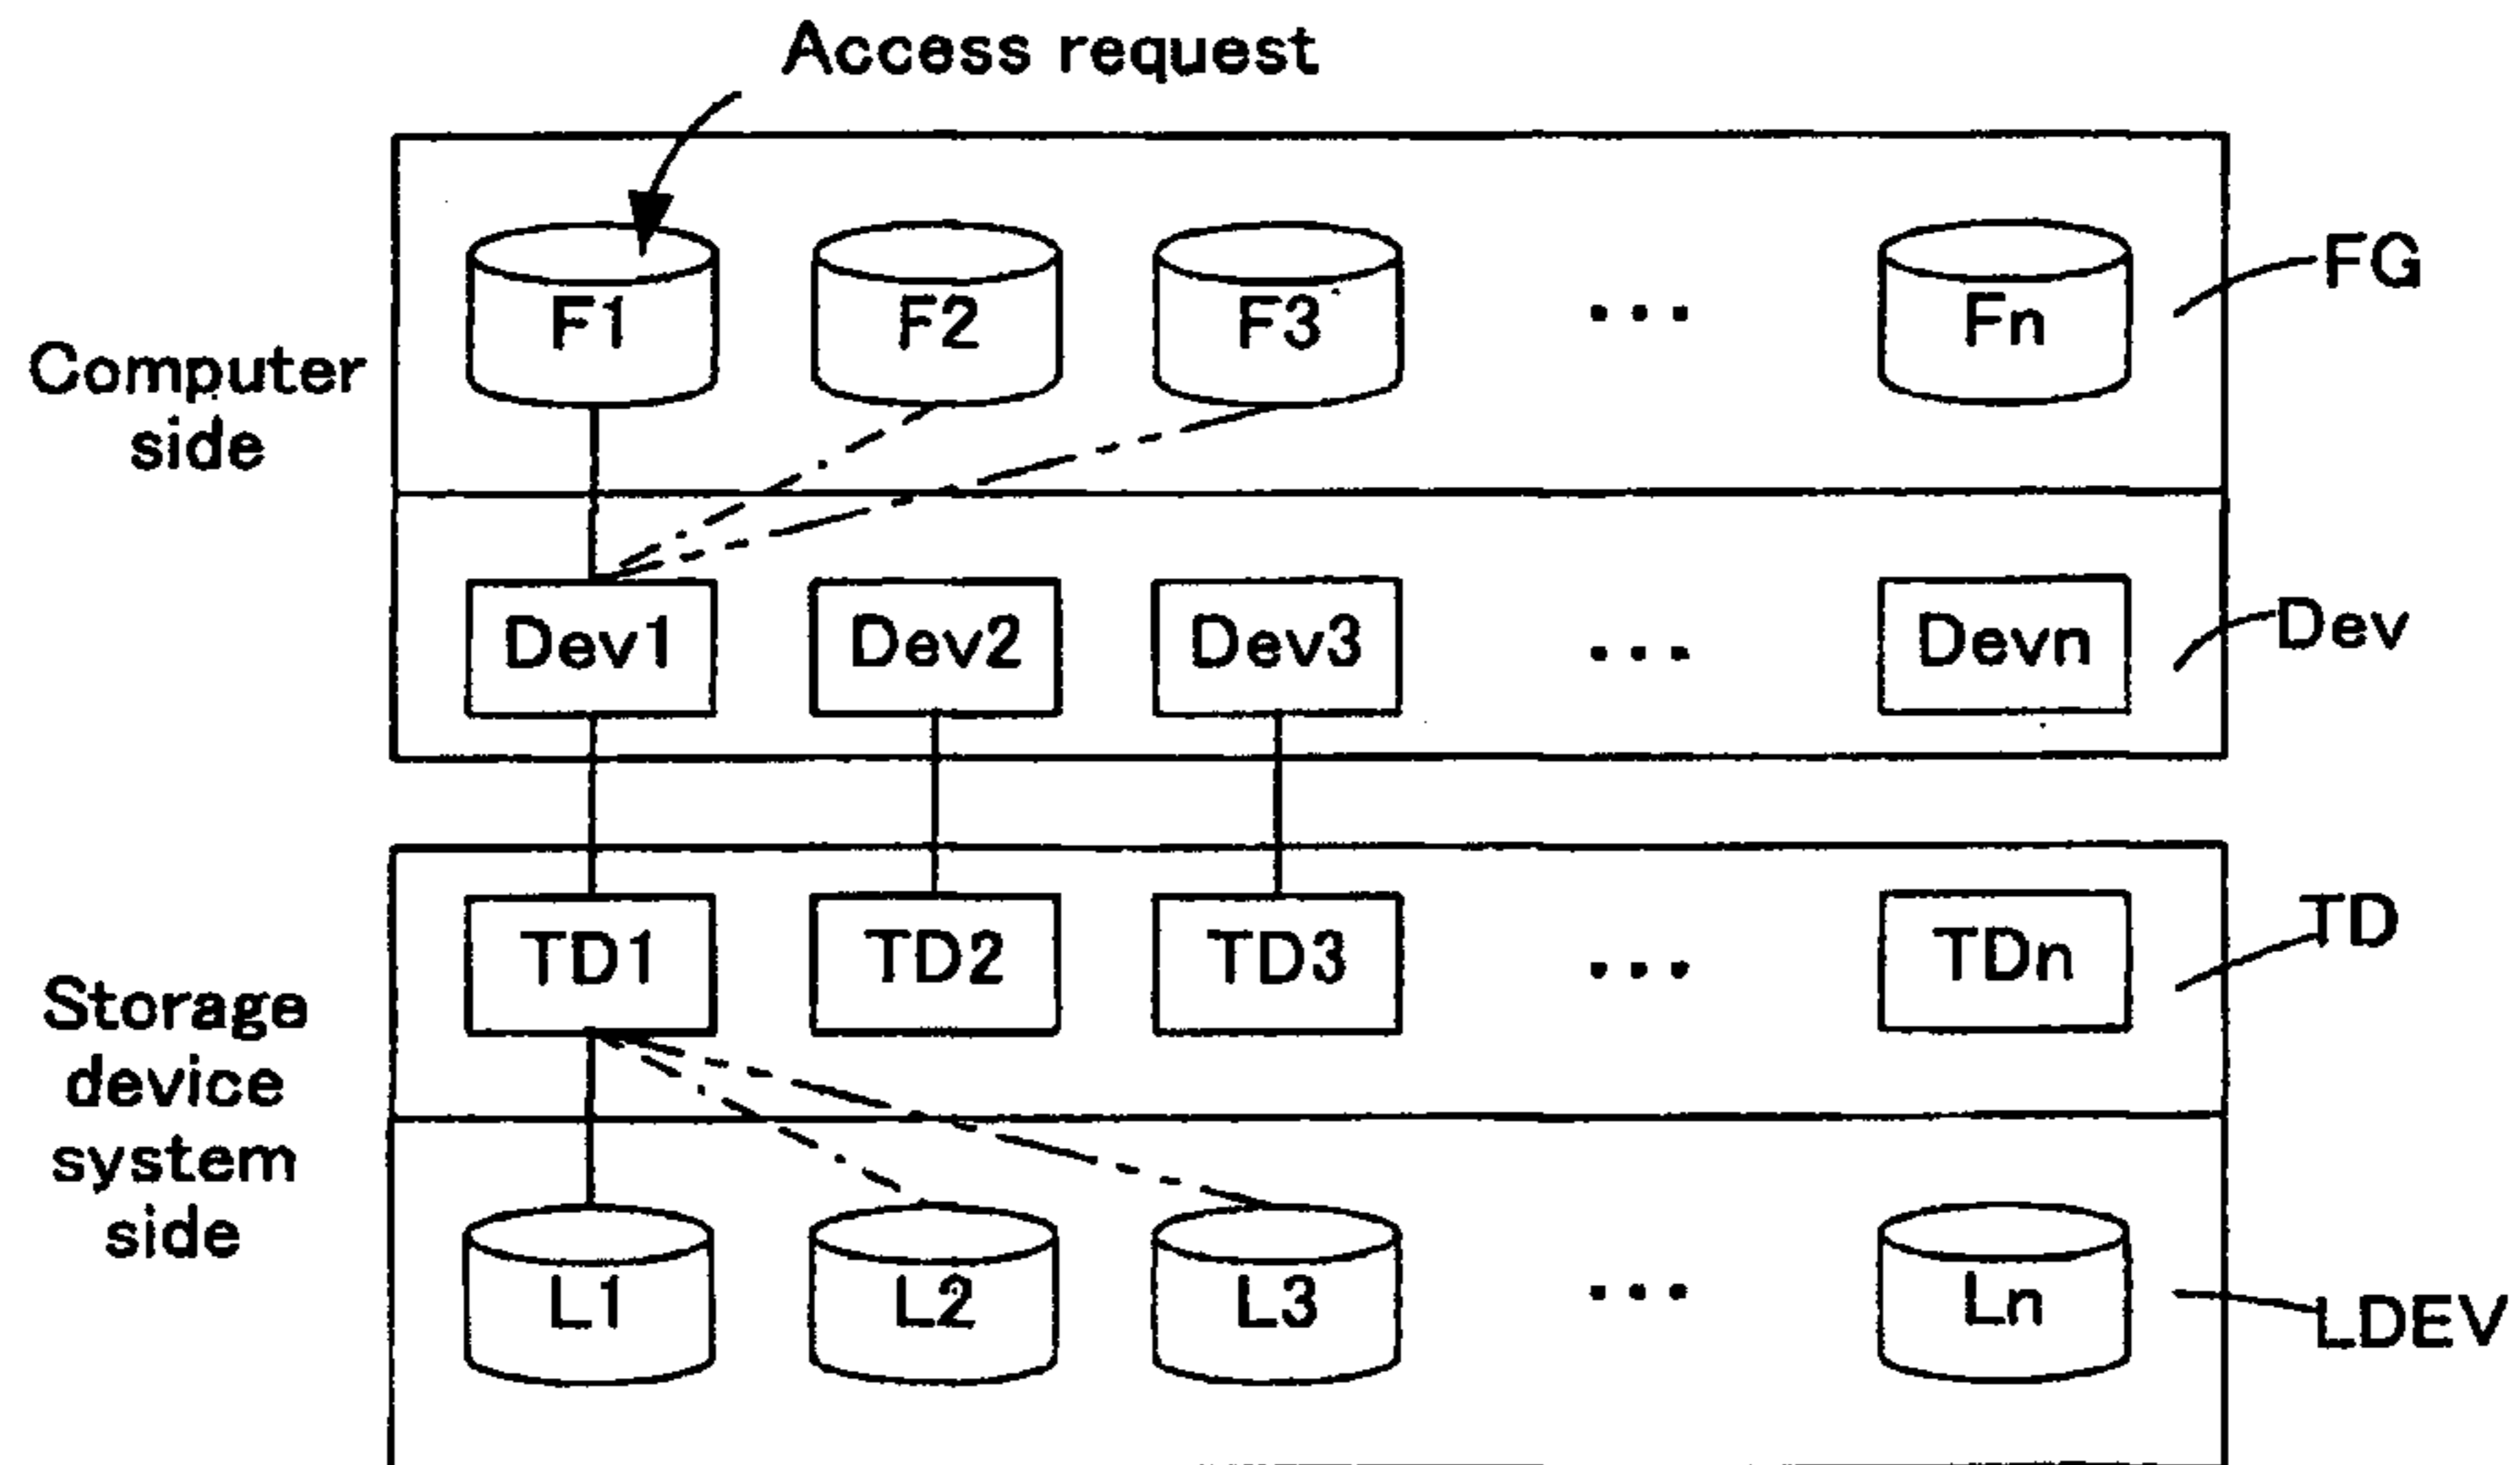 Access request
F1 F2 F3 ... Fn
FG
Computer
side
Dev1 Dev2 Dev3 ... Devn
Dev
TD1 TD2 TD3 ... TDn
TD
Storage
device
system
side
L1 L2 L3 ... Ln
LDEV